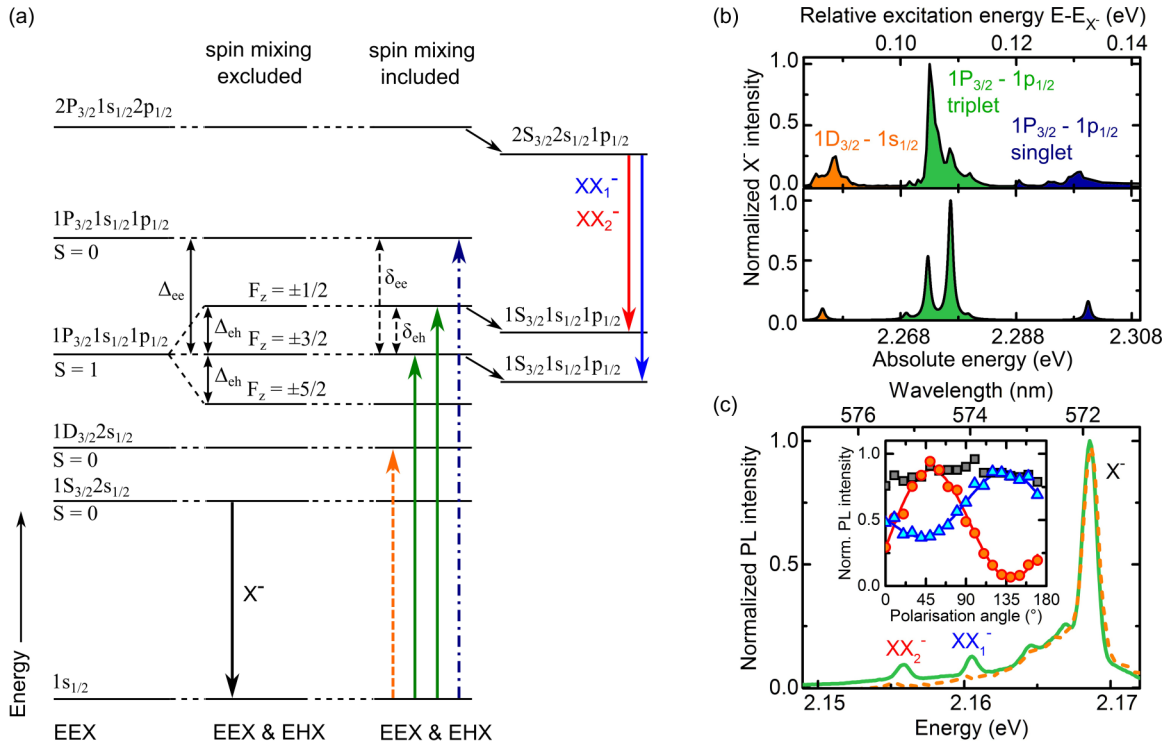 (a)
spin mixing excluded
spin mixing included
2P3/21s1/22p1/2
2S3/22s1/21p1/2
XX1-
XX2-
1P3/21s1/21p1/2
S = 0
Δee
δee
Fz = ±1/2
Δeh
δeh
1S3/21s1/21p1/2
1P3/21s1/21p1/2
Fz = ±3/2
S = 1
Δeh
1S3/21s1/21p1/2
Fz = ±5/2
1D3/22s1/2
S = 0
1S3/22s1/2
S = 0
X-
Energy
1s1/2
EEX
EEX & EHX
EEX & EHX
(b)
Relative excitation energy E-EX- (eV)
0.10 0.11 0.12 0.13 0.14
Normalized X- intensity
1.0
0.5
0.0
1P3/2 - 1p1/2
triplet
1D3/2 - 1s1/2
1P3/2 - 1p1/2
singlet
1.0
0.5
2.268 2.288 2.308
Absolute energy (eV)
(c)
Wavelength (nm)
576 574 572
Normalized PL intensity
1.0
0.5
0.0
X-
Norm. PL intensity
1.0
0.5
0.0
0 45 90 135 180
Polarisation angle (°)
XX2-
XX1-
2.15 2.16 2.17
Energy (eV)